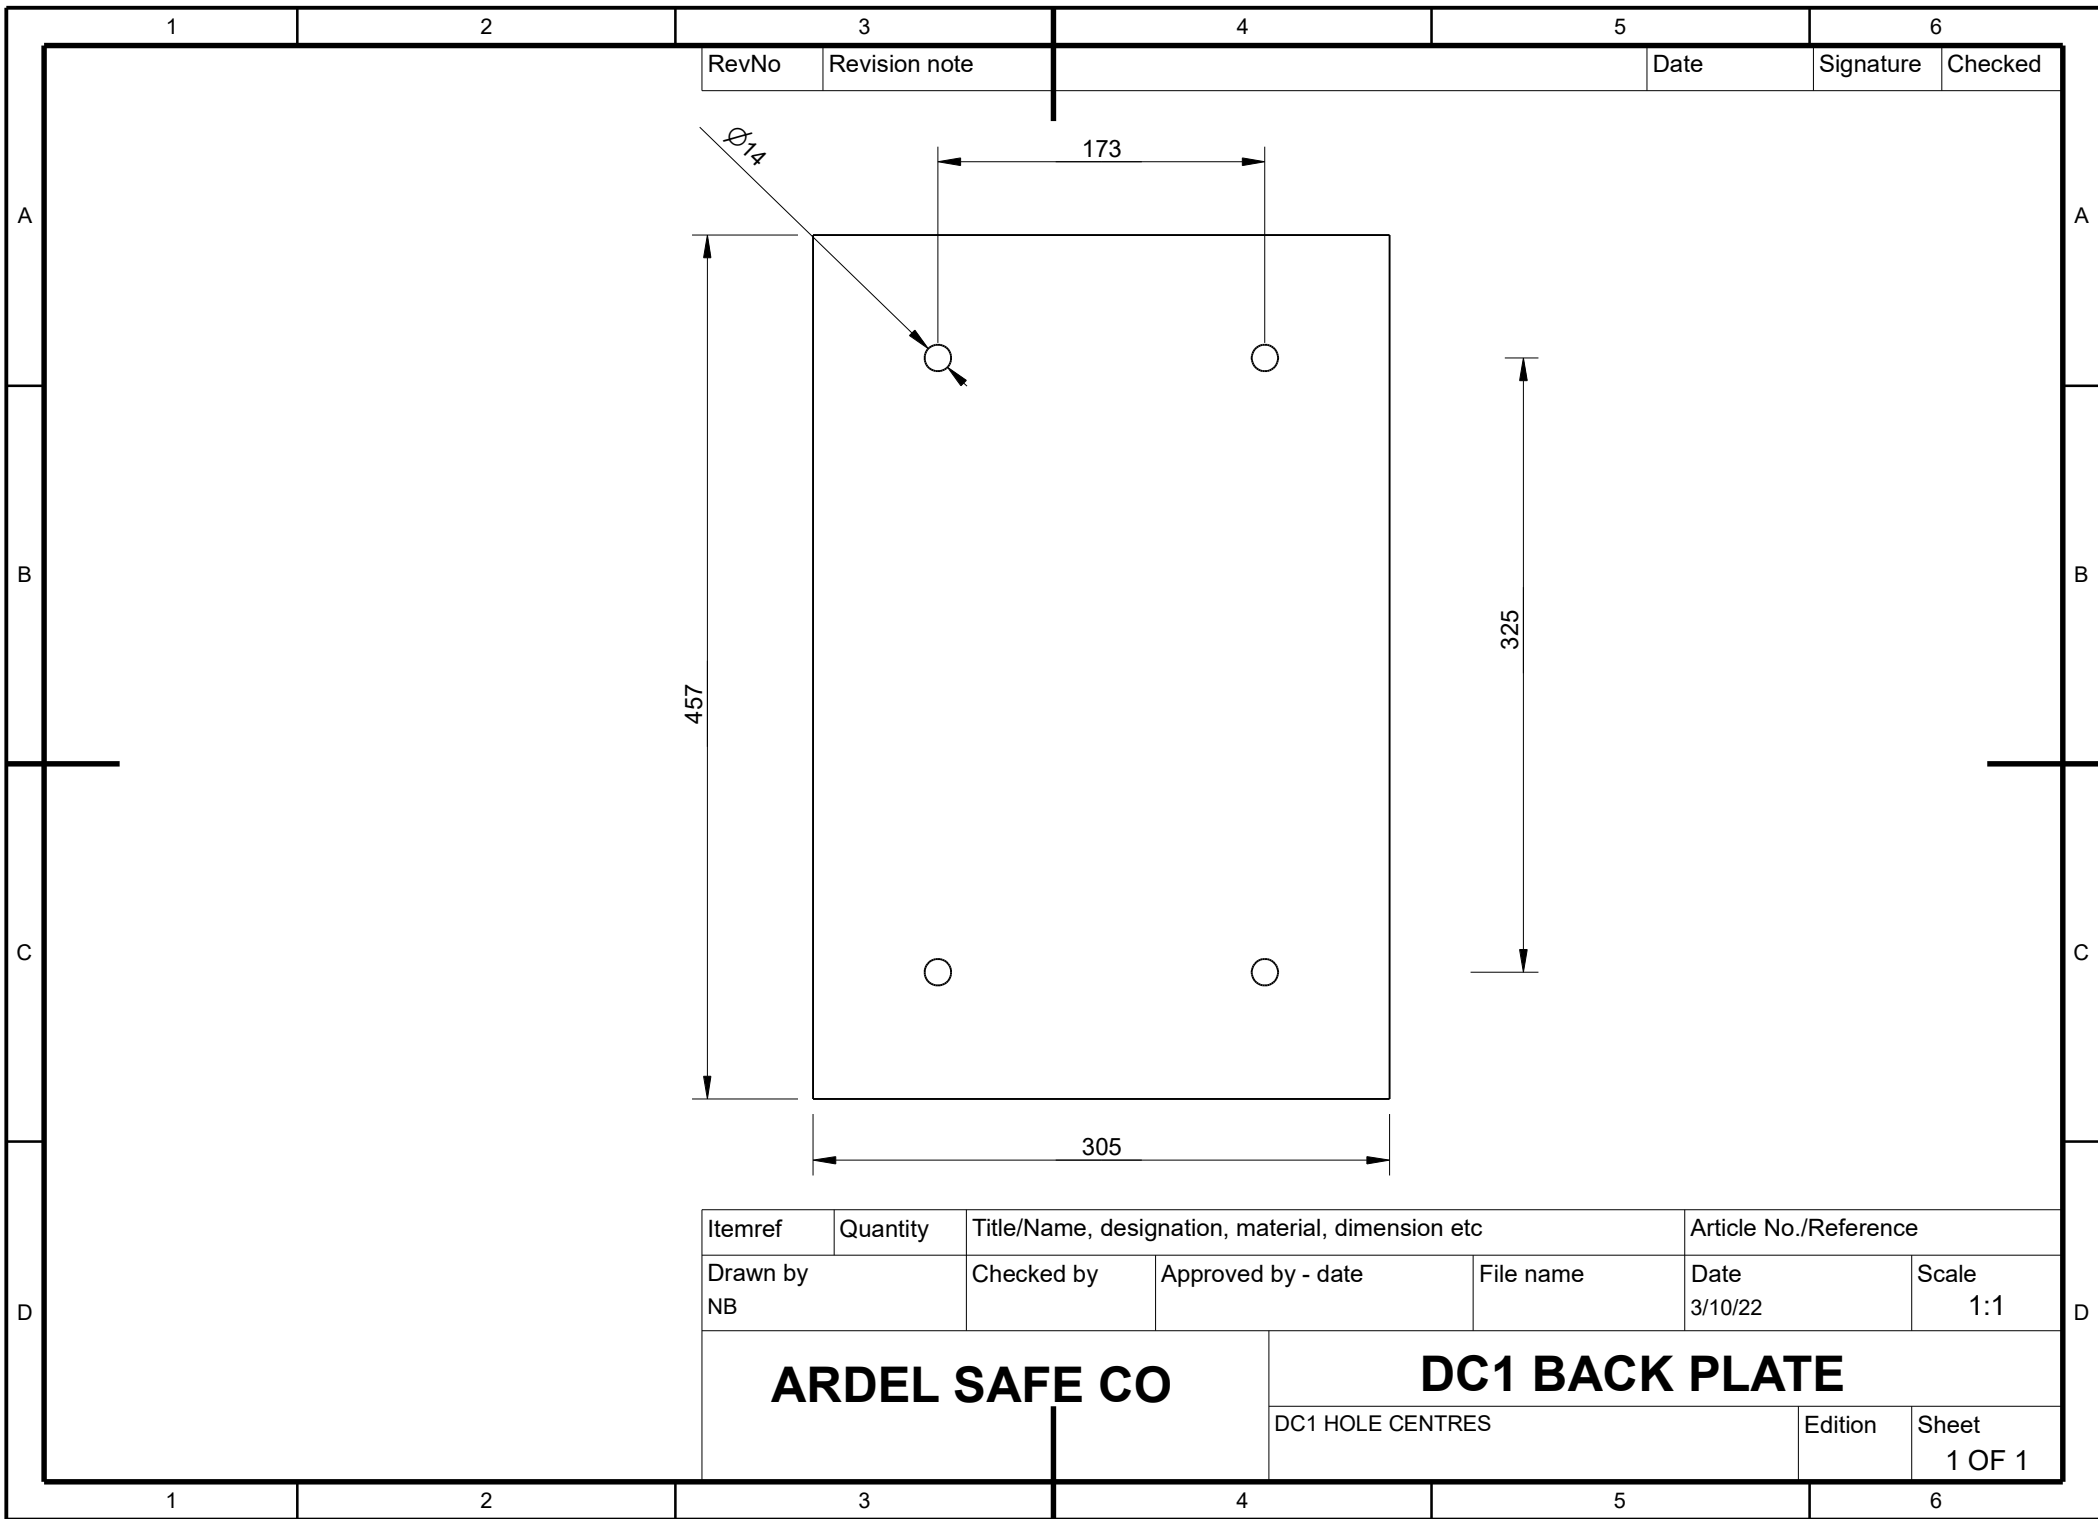 1 2 3 4 5 6
RevNo Revision note Date Signature Checked
∅14
173
A A
B B
325
457
C C
305
Itemref Quantity Title/Name, designation, material, dimension etc Article No./Reference
Drawn by Checked by Approved by - date File name Date Scale
NB 3/10/22 1:1
D D
ARDEL SAFE CO
DC1 BACK PLATE
DC1 HOLE CENTRES Edition Sheet
1 OF 1
1 2 3 4 5 6